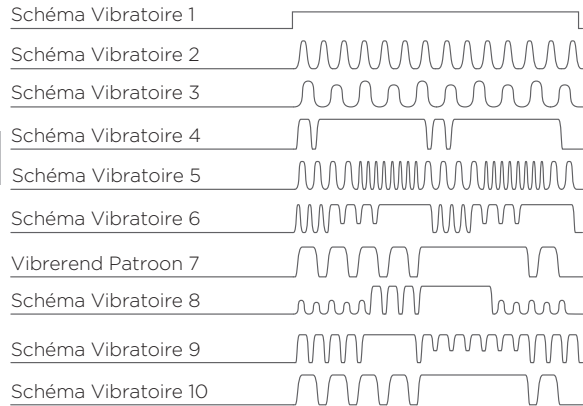 Schéma Vibratoire 1
Schéma Vibratoire 2
Schéma Vibratoire 3
Schéma Vibratoire 4
Schéma Vibratoire 5
Schéma Vibratoire 6
Vibrerend Patroon 7
Schéma Vibratoire 8
Schéma Vibratoire 9
Schéma Vibratoire 10